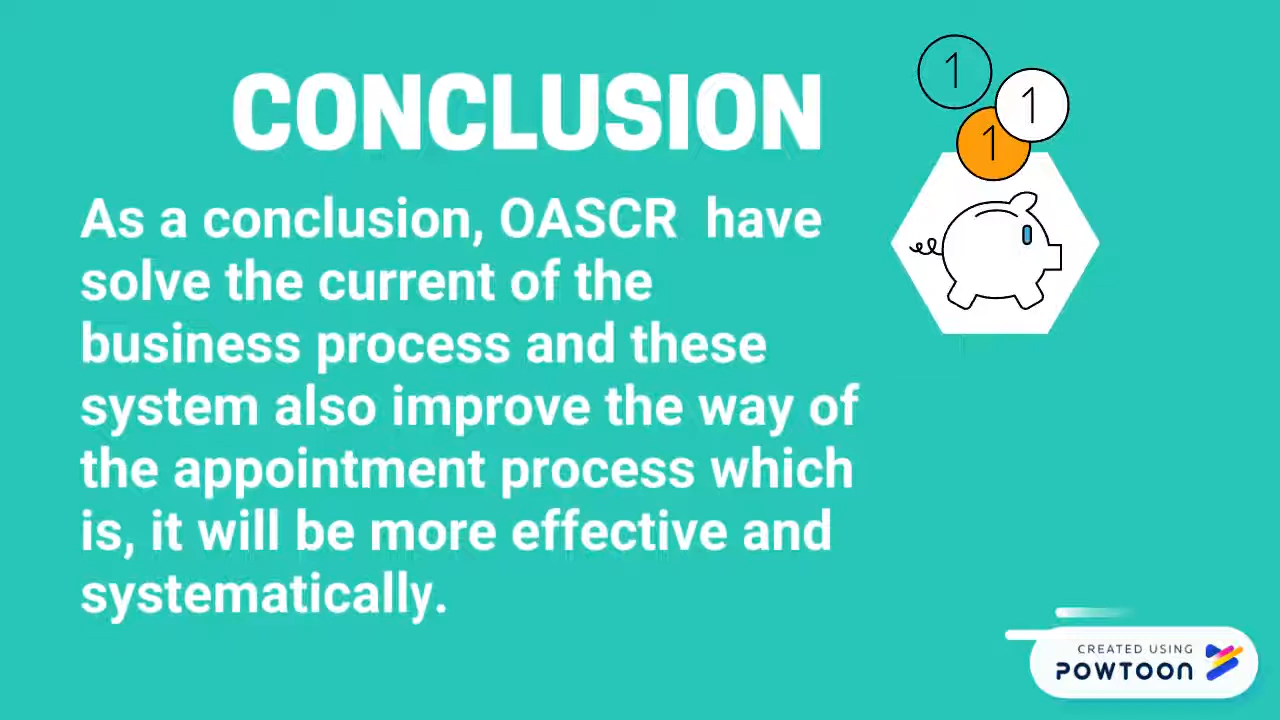 CONCLUSION
As a conclusion, OASCR have
solve the current of the
business process and these
system also improve the way of
the appointment process which
is, it will be more effective and
systematically.
1
1
1
CREATED USING
POWTOON